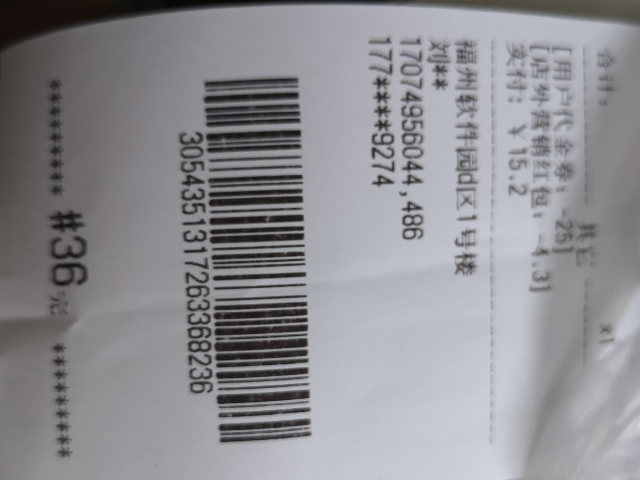 合计：
x1
其它
[用户代金券：-25]
[店外营销红包：-4.3]
实付：￥15.2
福州软件园d区1号楼
刘**
17074956044,486
177****9274
3054351317263368236
********* #36完 *********